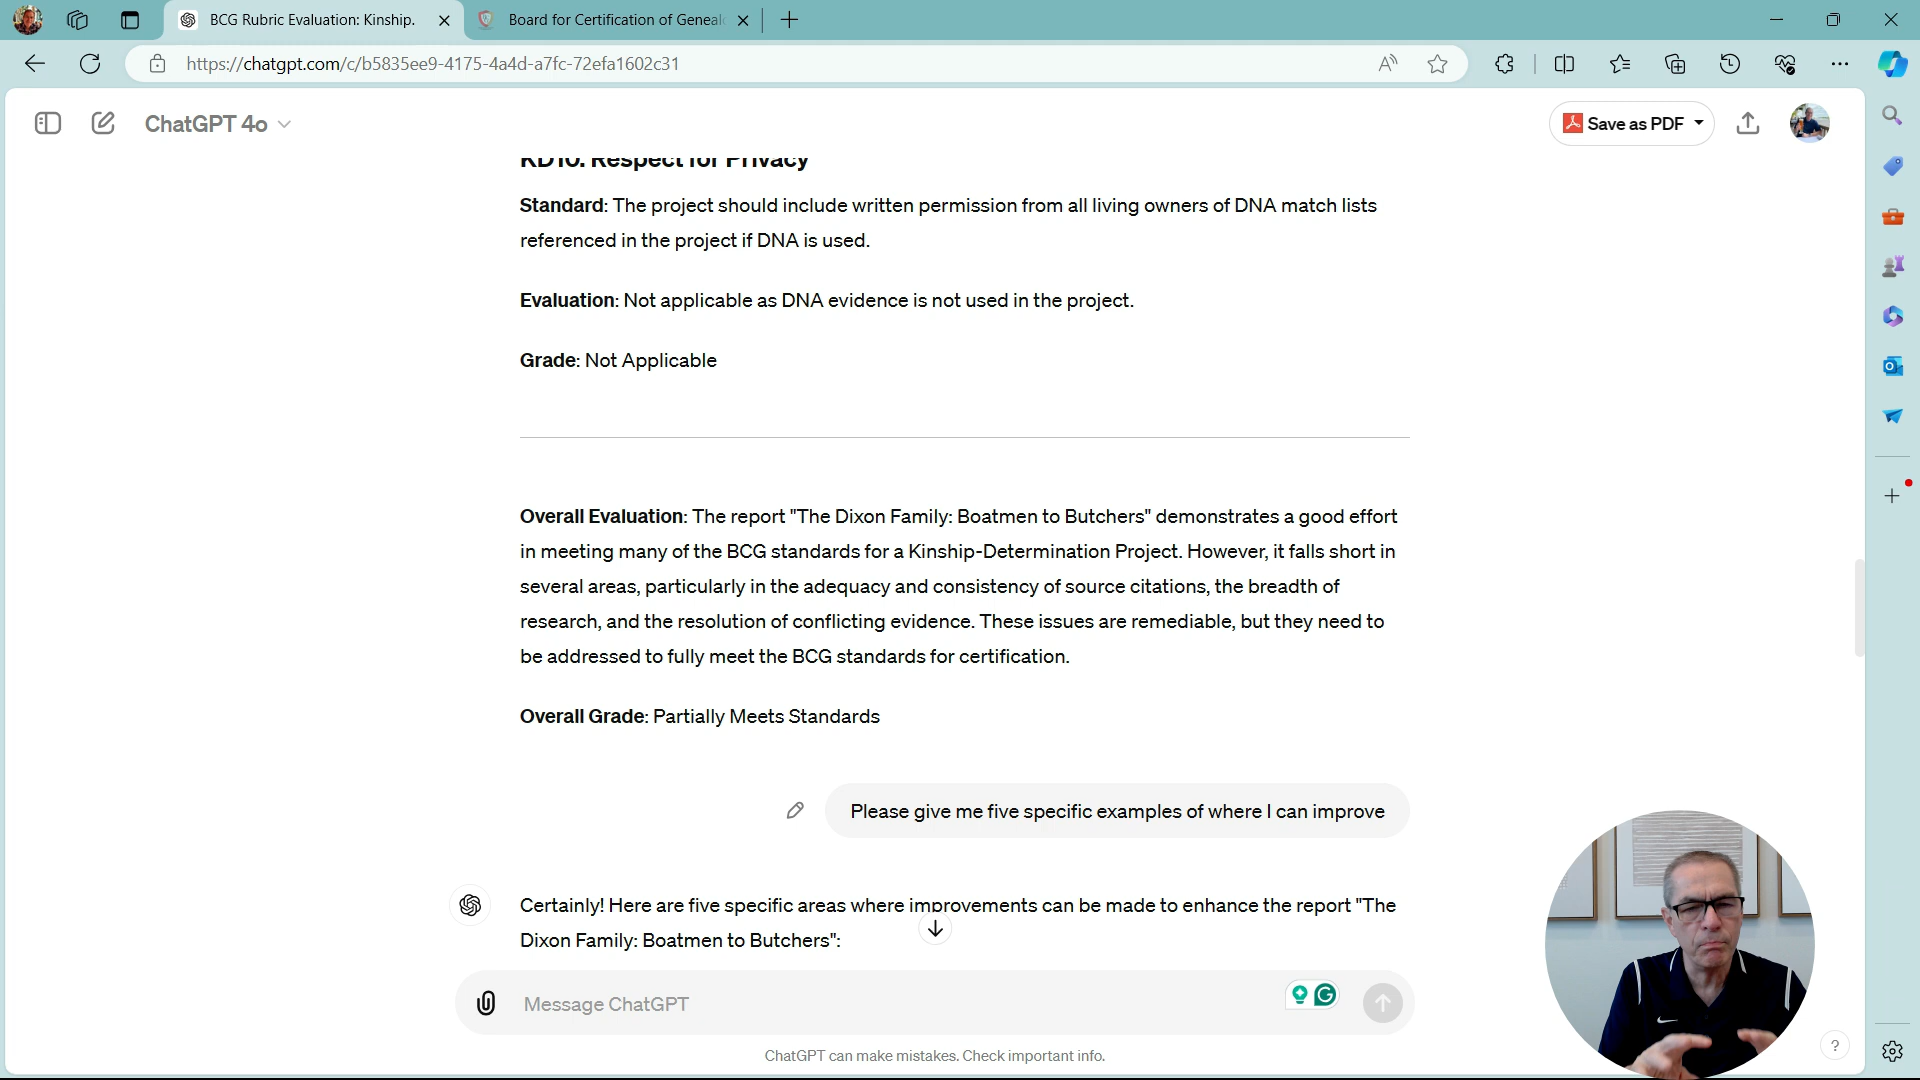 BCG Rubric Evaluation: Kinship.
Board for Certification of Geneal
https://chatgpt.com/c/b5835ee9-4175-4a4d-a7fc-72efa1602c31
ChatGPT 4o
Save as PDF
KD10. Respect for Privacy
Standard: The project should include written permission from all living owners of DNA match lists
referenced in the project if DNA is used.
Evaluation: Not applicable as DNA evidence is not used in the project.
Grade: Not Applicable
Overall Evaluation: The report "The Dixon Family: Boatmen to Butchers" demonstrates a good effort
in meeting many of the BCG standards for a Kinship-Determination Project. However, it falls short in
several areas, particularly in the adequacy and consistency of source citations, the breadth of
research, and the resolution of conflicting evidence. These issues are remediable, but they need to
be addressed to fully meet the BCG standards for certification.
Overall Grade: Partially Meets Standards
Please give me five specific examples of where I can improve
Certainly! Here are five specific areas where improvements can be made to enhance the report "The
Dixon Family: Boatmen to Butchers":
Message ChatGPT
ChatGPT can make mistakes. Check important info.
?